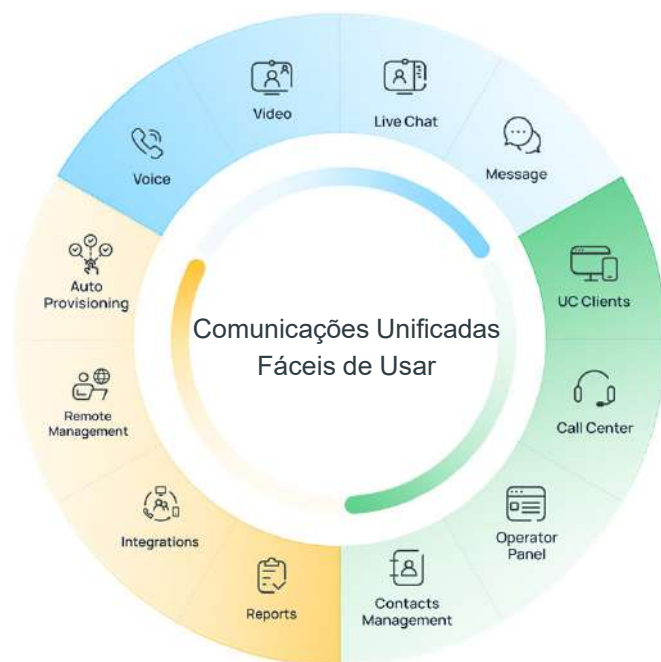 Video
Live Chat
Voice
Message
Auto
Provisioning
UC Clients
Comunicações Unificadas
Fáceis de Usar
Remote
Management
Call Center
Integrations
Operator
Panel
Reports
Contacts
Management